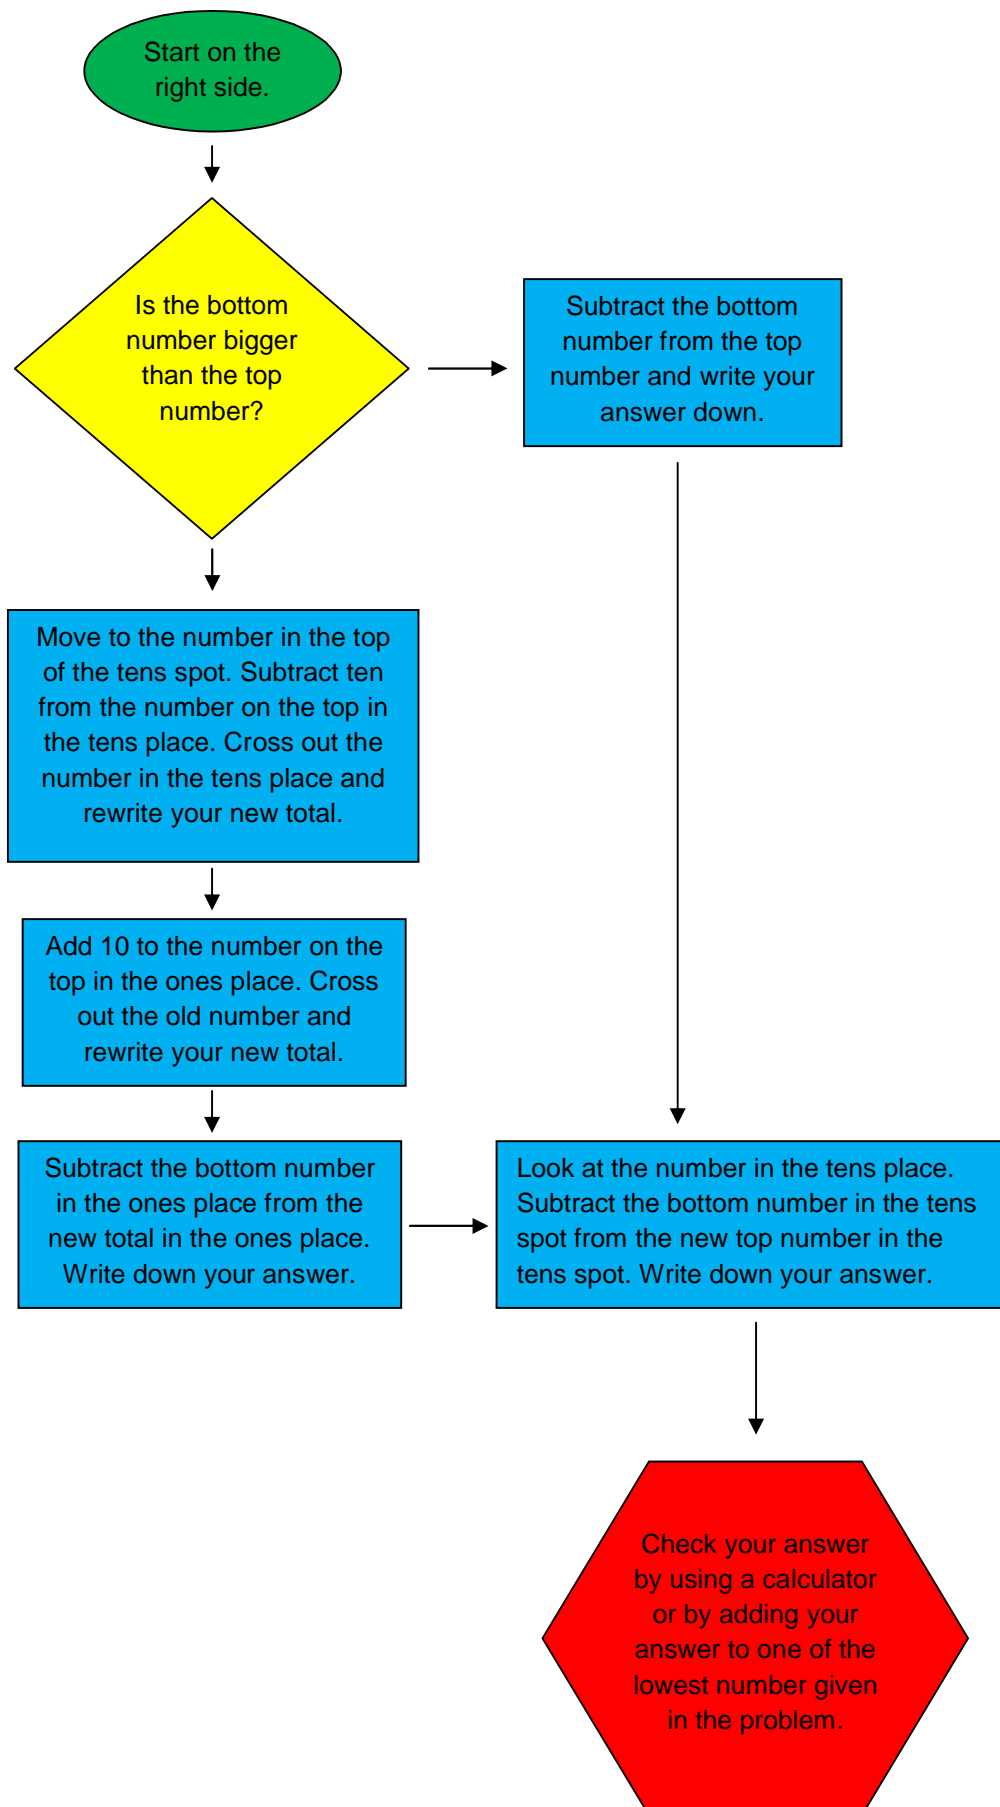 Start on the
right side.
Is the bottom
number bigger
than the top
number?
Subtract the bottom
number from the top
number and write your
answer down.
Move to the number in the top
of the tens spot. Subtract ten
from the number on the top in
the tens place. Cross out the
number in the tens place and
rewrite your new total.
Add 10 to the number on the
top in the ones place. Cross
out the old number and
rewrite your new total.
Subtract the bottom number
in the ones place from the
new total in the ones place.
Write down your answer.
Look at the number in the tens place.
Subtract the bottom number in the tens
spot from the new top number in the
tens spot. Write down your answer.
Check your answer
by using a calculator
or by adding your
answer to one of the
lowest number given
in the problem.